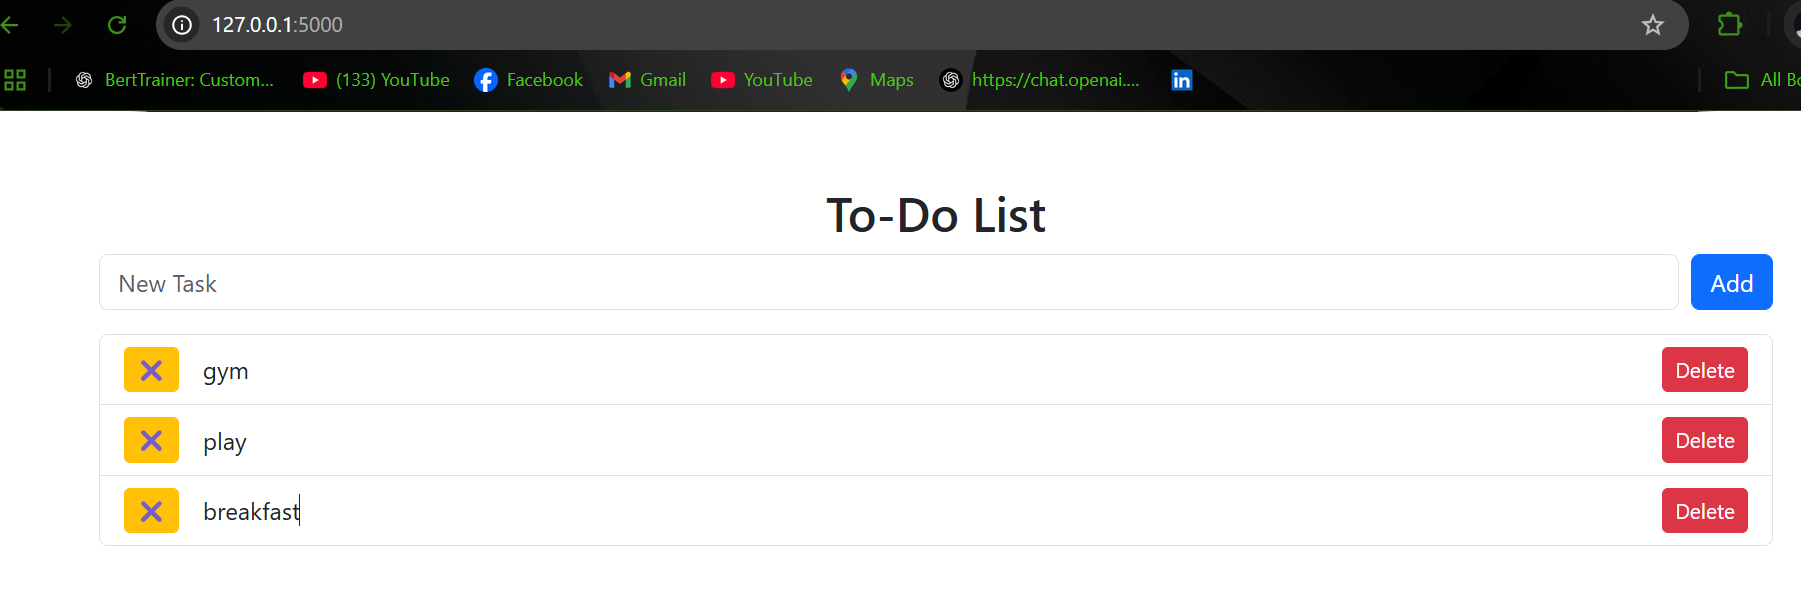 127.0.0.1:5000
BertTrainer: Custom... (133) YouTube Facebook Gmail YouTube Maps https://chat.openai.... in All Bo
To-Do List
New Task Add
gym Delete
play Delete
breakfast Delete